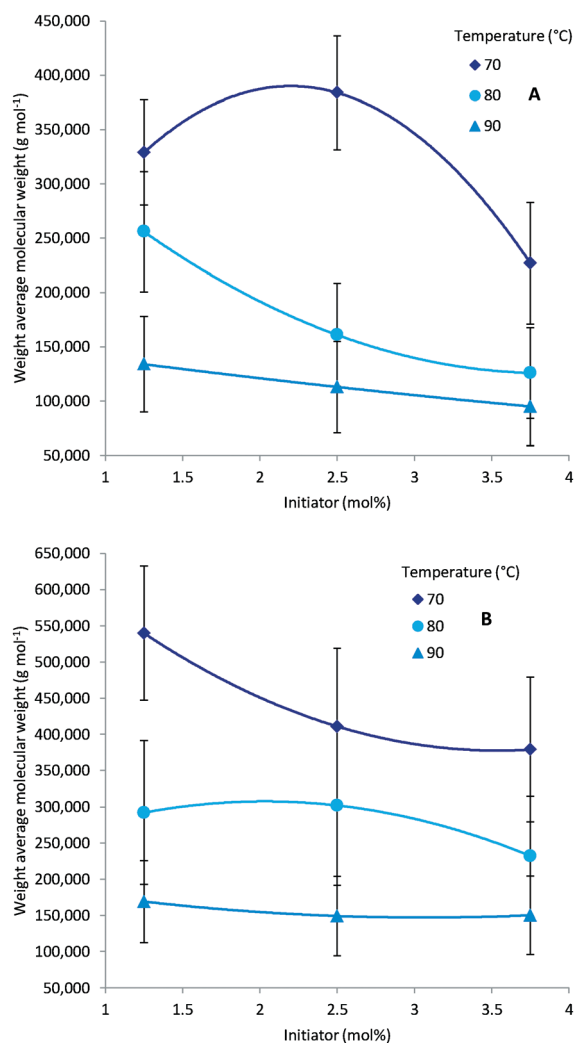 450,000
400,000
350,000
300,000
250,000
200,000
150,000
100,000
50,000
Weight average molecular weight (g mol⁻¹)
Temperature (°C)
70
80
90
A
1 1.5 2 2.5 3 3.5 4
Initiator (mol%)
650,000
600,000
550,000
500,000
450,000
400,000
350,000
300,000
250,000
200,000
150,000
100,000
50,000
Weight average molecular weight (g mol⁻¹)
Temperature (°C)
70
80
90
B
1 1.5 2 2.5 3 3.5 4
Initiator (mol%)